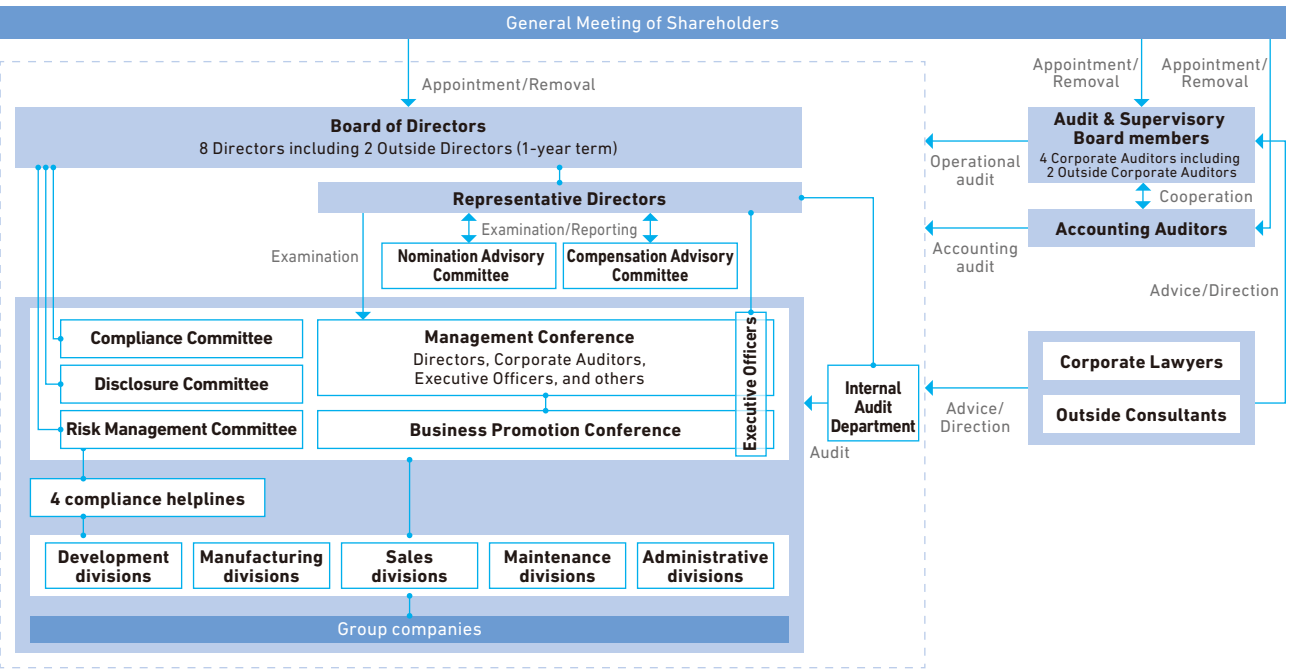 General Meeting of Shareholders
Appointment/Removal
Appointment/
Removal
Appointment/
Removal
Board of Directors
8 Directors including 2 Outside Directors (1-year term)
Audit & Supervisory
Board members
4 Corporate Auditors including
2 Outside Corporate Auditors
Operational
audit
Cooperation
Representative Directors
Accounting Auditors
Examination/Reporting
Examination
Nomination Advisory
Committee
Compensation Advisory
Committee
Accounting
audit
Advice/Direction
Compliance Committee
Disclosure Committee
Risk Management Committee
Management Conference
Directors, Corporate Auditors,
Executive Officers, and others
Business Promotion Conference
Executive Officers
Internal
Audit
Department
Audit
Advice/
Direction
Corporate Lawyers
Outside Consultants
4 compliance helplines
Development
divisions
Manufacturing
divisions
Sales
divisions
Maintenance
divisions
Administrative
divisions
Group companies